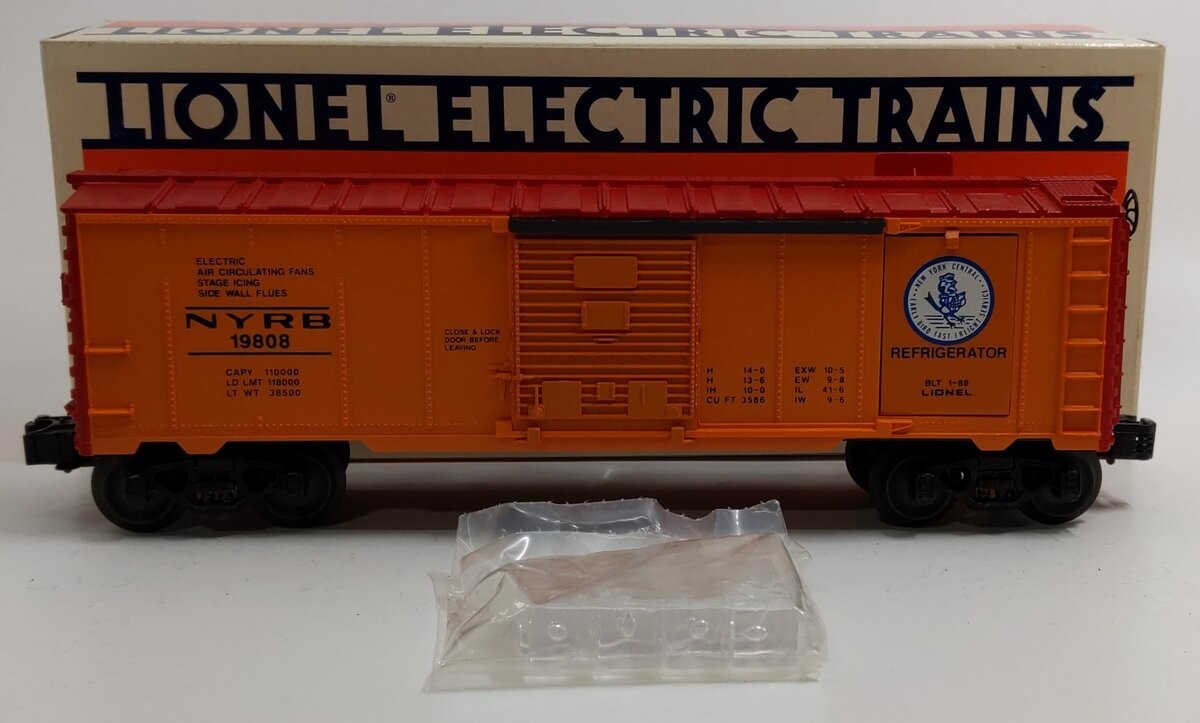 LIONEL ELECTRIC TRAINS
LIONEL® ELECTRIC TRAINS
ELECTRIC
AIR CIRCULATING FANS
STAGE ICING
SIDE WALL FLUES
NYRB
19808
CAPY 110000
LD LMT 118000
LT WT 38500
CLOSE & LOCK
DOOR BEFORE
LEAVING
H 14-0 EXW 10-5
H 13-6 EW 9-8
IH 10-0 IL 41-6
CU FT 3586 IW 9-6
NEW YORK CENTRAL
EARLY BIRD FAST FREIGHT SERVICE
REFRIGERATOR
BLT 1-88
LIONEL